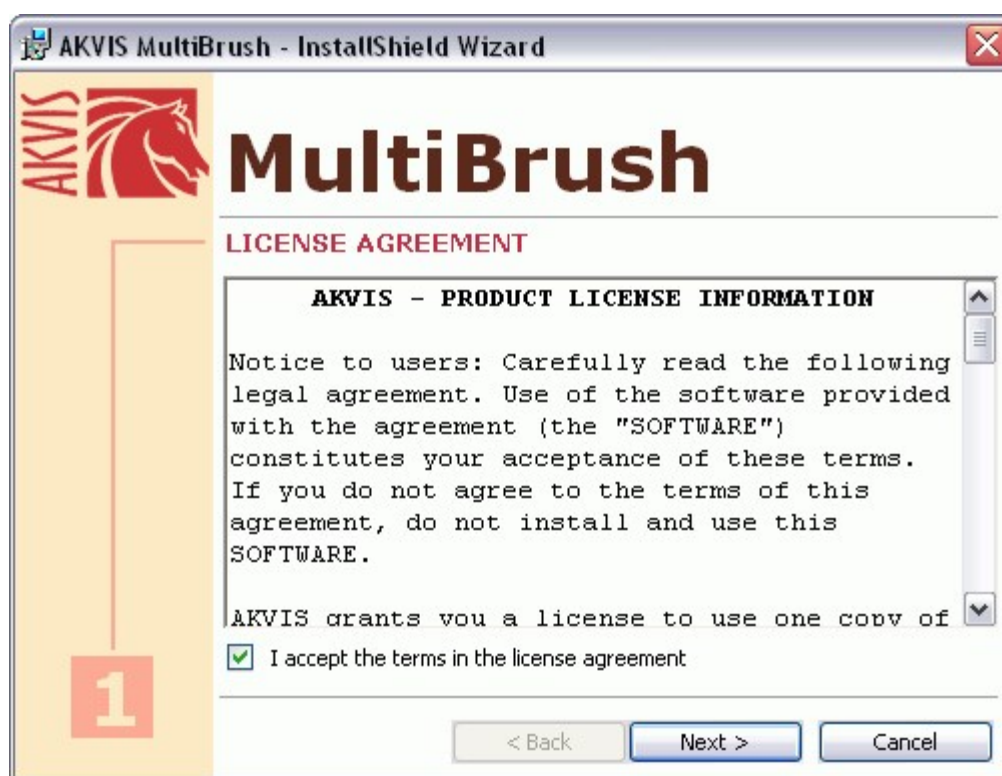 AKVIS MultiBrush - InstallShield Wizard
AKVIS
MultiBrush
LICENSE AGREEMENT
AKVIS - PRODUCT LICENSE INFORMATION
Notice to users: Carefully read the following
legal agreement. Use of the software provided
with the agreement (the "SOFTWARE")
constitutes your acceptance of these terms.
If you do not agree to the terms of this
agreement, do not install and use this
SOFTWARE.
AKVIS grants you a license to use one copy of
I accept the terms in the license agreement
1
< Back
Next >
Cancel